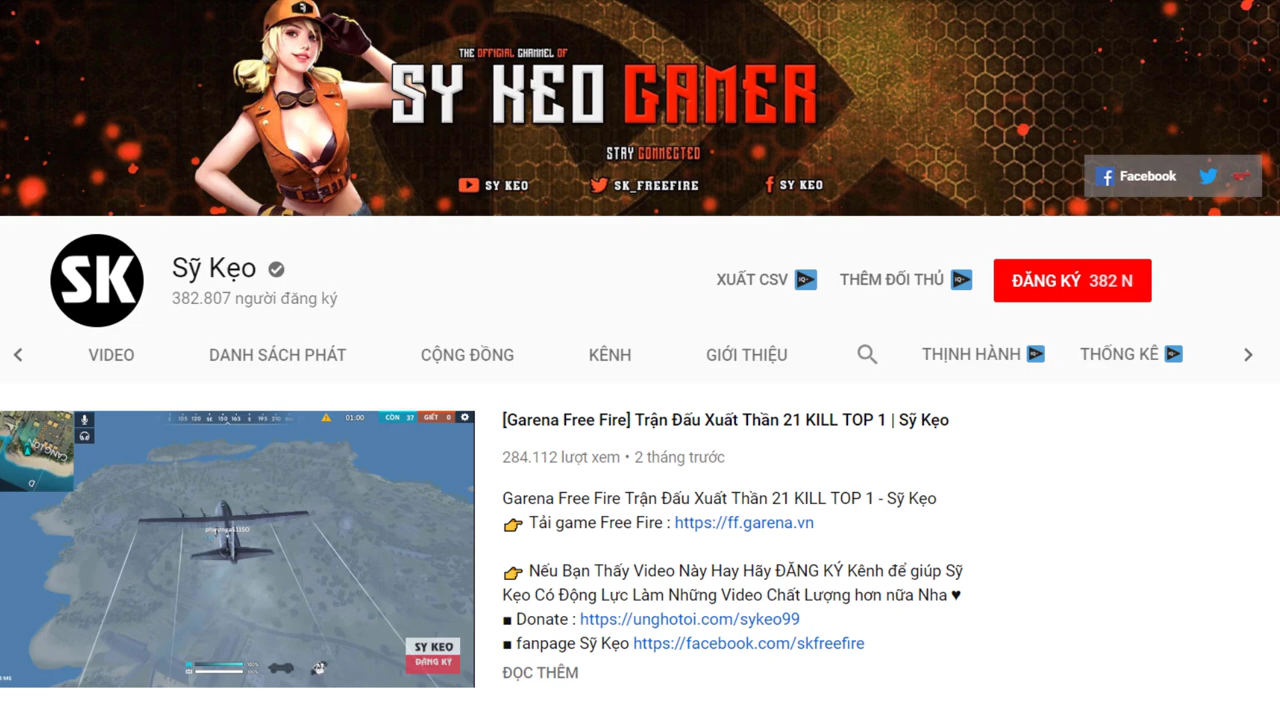 THE OFFICIAL CHANNEL OF
SY KEO GAMER
STAY CONNECTED
SY KEO
SK_FREEFIRE
SY KEO
Facebook
SK
Sỹ Kẹo
382.807 người đăng ký
XUẤT CSV
THÊM ĐỐI THỦ
ĐĂNG KÝ 382 N
VIDEO
DANH SÁCH PHÁT
CỘNG ĐỒNG
KÊNH
GIỚI THIỆU
THỊNH HÀNH
THỐNG KÊ
105 120 SE 150 165 S 195 210
01:00
CÒN 37
GIẾT 0
SY KEO
ĐĂNG KÝ
[Garena Free Fire] Trận Đấu Xuất Thần 21 KILL TOP 1 | Sỹ Kẹo
284.112 lượt xem • 2 tháng trước
Garena Free Fire Trận Đấu Xuất Thần 21 KILL TOP 1 - Sỹ Kẹo
👉 Tải game Free Fire : https://ff.garena.vn
👉 Nếu Bạn Thấy Video Này Hay Hãy ĐĂNG KÝ Kênh để giúp Sỹ
Kẹo Có Động Lực Làm Những Video Chất Lượng hơn nữa Nha ♥
■ Donate : https://unghotoi.com/sykeo99
■ fanpage Sỹ Kẹo https://facebook.com/skfreefire
ĐỌC THÊM